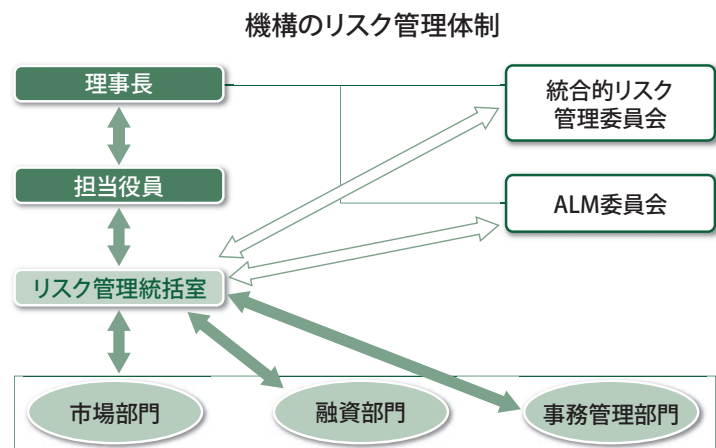 機構のリスク管理体制
理事長
統合的リスク
管理委員会
担当役員
ALM委員会
リスク管理統括室
市場部門
融資部門
事務管理部門